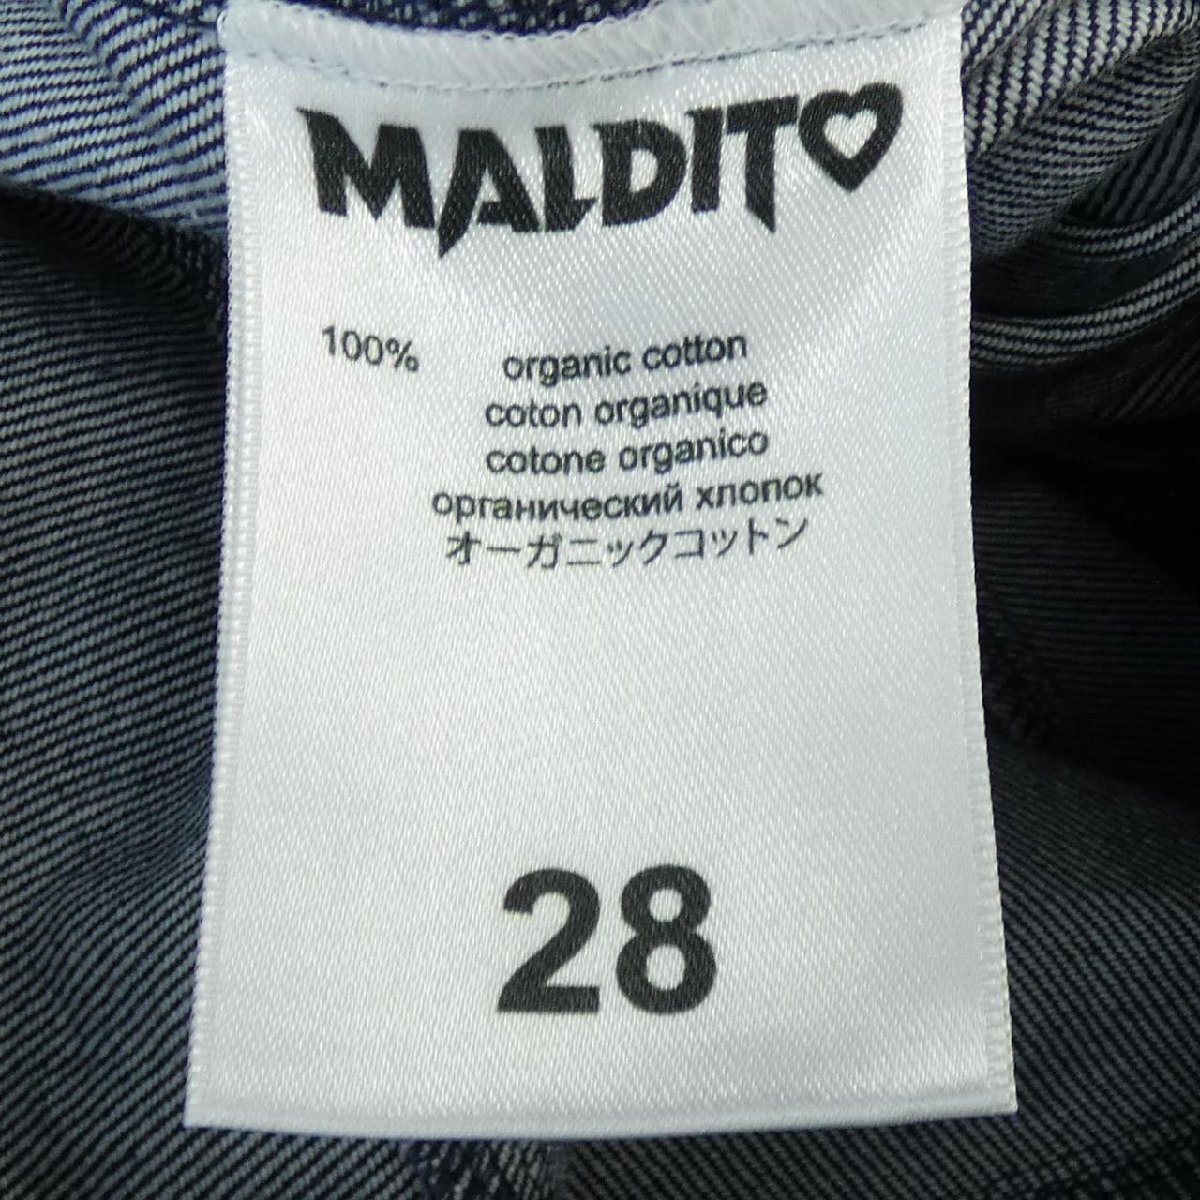 MALDITO
100% organic cotton
coton organique
cotone organico
органический хлопок
オーガニックコットン
28